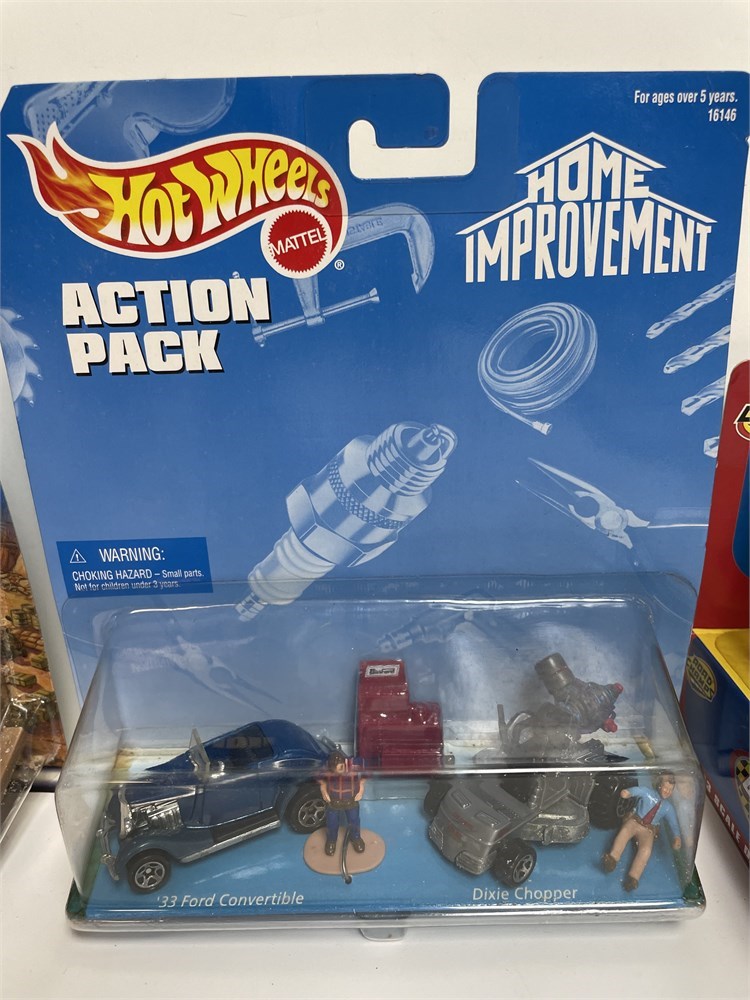 For ages over 5 years.
16146
HOT WHEELS
MATTEL
®
HOME
IMPROVEMENT
ACTION
PACK
⚠ WARNING:
CHOKING HAZARD – Small parts.
Not for children under 3 years.
'33 Ford Convertible
Dixie Chopper